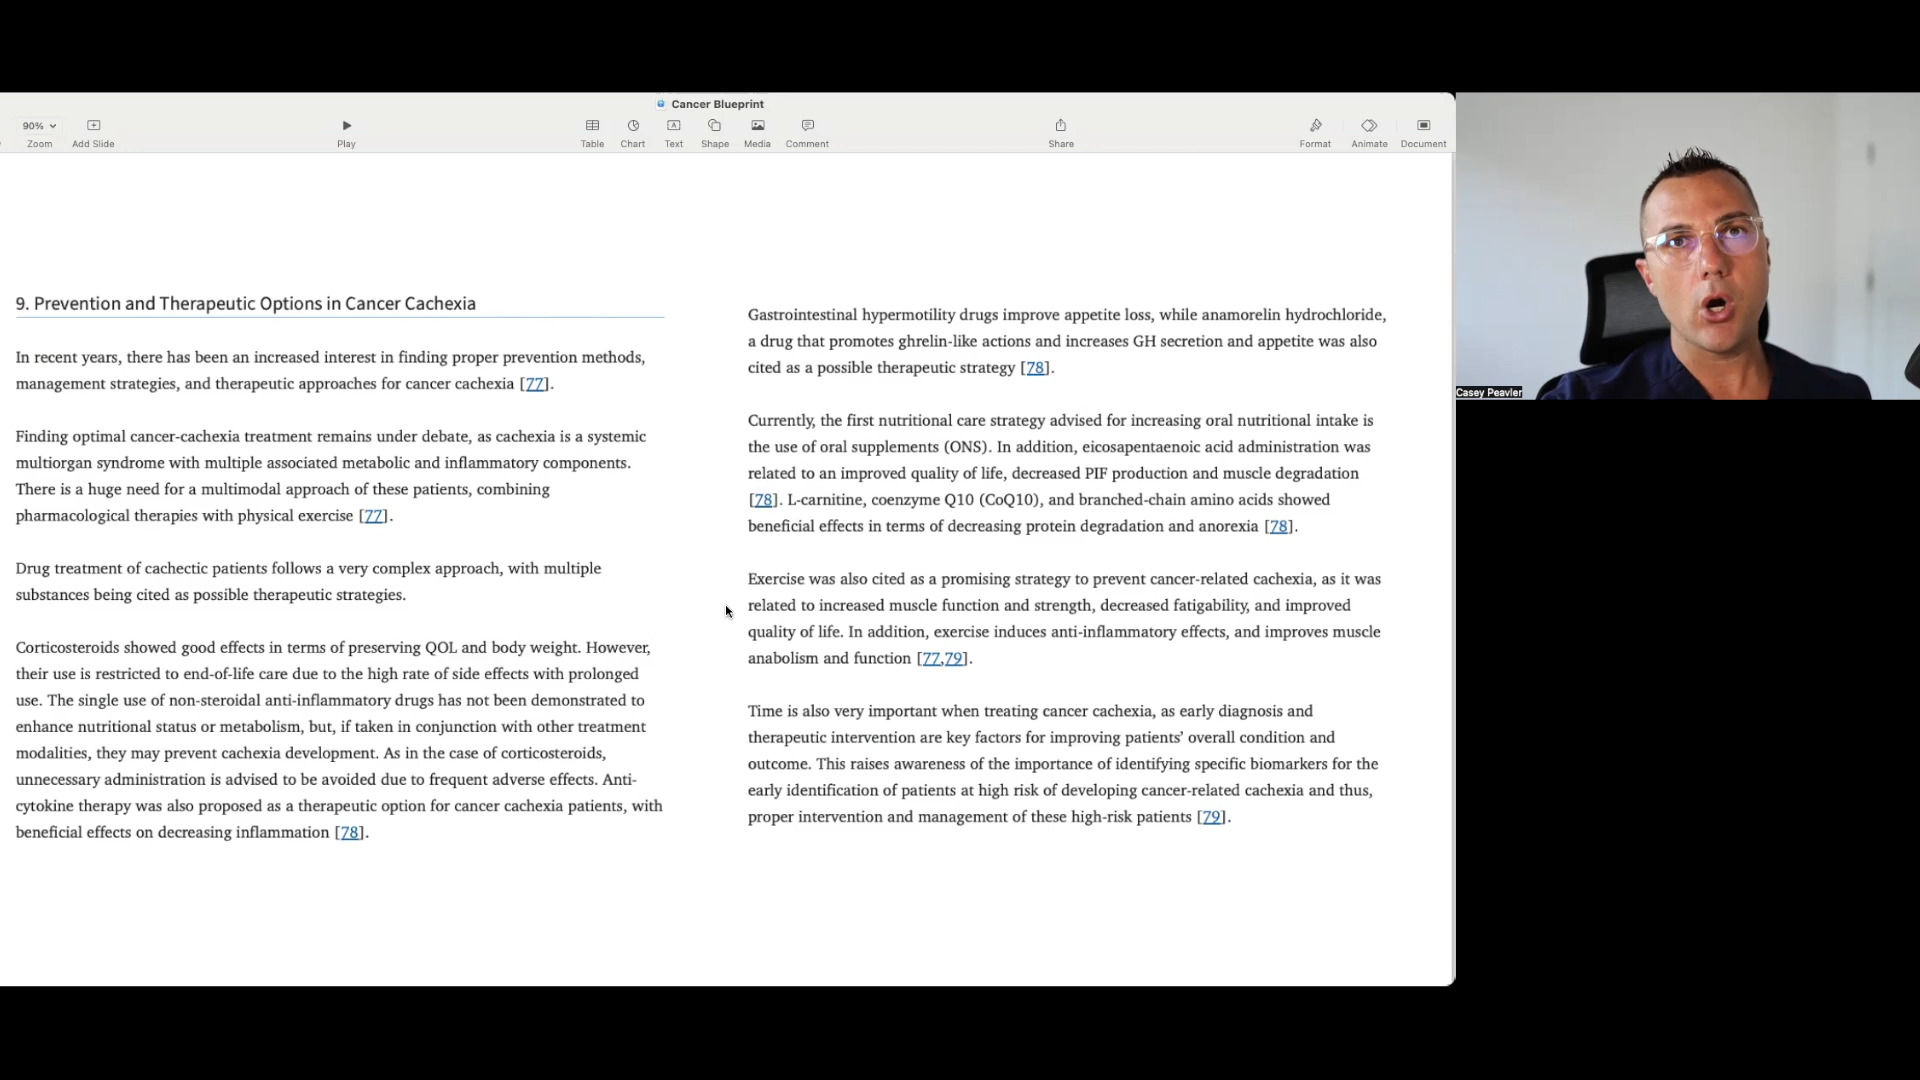 Cancer Blueprint
90%
Zoom
Add Slide
Play
Table
Chart
Text
Shape
Media
Comment
Share
Format
Animate
Document
9. Prevention and Therapeutic Options in Cancer Cachexia
In recent years, there has been an increased interest in finding proper prevention methods,
management strategies, and therapeutic approaches for cancer cachexia [77].
Finding optimal cancer-cachexia treatment remains under debate, as cachexia is a systemic
multiorgan syndrome with multiple associated metabolic and inflammatory components.
There is a huge need for a multimodal approach of these patients, combining
pharmacological therapies with physical exercise [77].
Drug treatment of cachectic patients follows a very complex approach, with multiple
substances being cited as possible therapeutic strategies.
Corticosteroids showed good effects in terms of preserving QOL and body weight. However,
their use is restricted to end-of-life care due to the high rate of side effects with prolonged
use. The single use of non-steroidal anti-inflammatory drugs has not been demonstrated to
enhance nutritional status or metabolism, but, if taken in conjunction with other treatment
modalities, they may prevent cachexia development. As in the case of corticosteroids,
unnecessary administration is advised to be avoided due to frequent adverse effects. Anti-
cytokine therapy was also proposed as a therapeutic option for cancer cachexia patients, with
beneficial effects on decreasing inflammation [78].
Gastrointestinal hypermotility drugs improve appetite loss, while anamorelin hydrochloride,
a drug that promotes ghrelin-like actions and increases GH secretion and appetite was also
cited as a possible therapeutic strategy [78].
Currently, the first nutritional care strategy advised for increasing oral nutritional intake is
the use of oral supplements (ONS). In addition, eicosapentaenoic acid administration was
related to an improved quality of life, decreased PIF production and muscle degradation
[78]. L-carnitine, coenzyme Q10 (CoQ10), and branched-chain amino acids showed
beneficial effects in terms of decreasing protein degradation and anorexia [78].
Exercise was also cited as a promising strategy to prevent cancer-related cachexia, as it was
related to increased muscle function and strength, decreased fatigability, and improved
quality of life. In addition, exercise induces anti-inflammatory effects, and improves muscle
anabolism and function [77,79].
Time is also very important when treating cancer cachexia, as early diagnosis and
therapeutic intervention are key factors for improving patients’ overall condition and
outcome. This raises awareness of the importance of identifying specific biomarkers for the
early identification of patients at high risk of developing cancer-related cachexia and thus,
proper intervention and management of these high-risk patients [79].
Casey Peavler